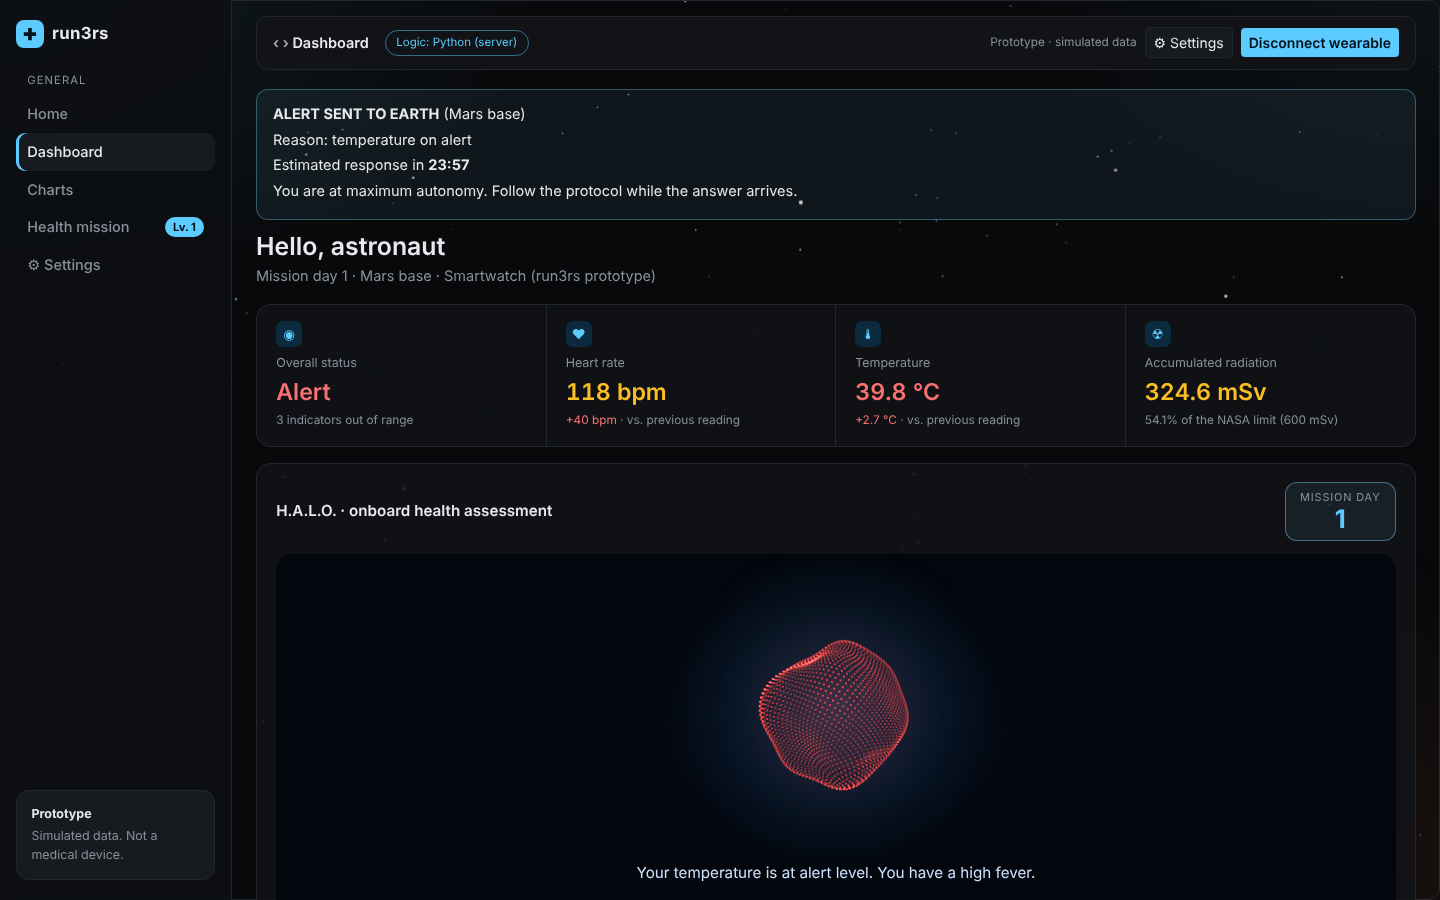 run3rs
GENERAL
Home
Dashboard
Charts
Health mission Lv. 1
⚙ Settings
Prototype
Simulated data. Not a
medical device.
‹ › Dashboard Logic: Python (server) Prototype · simulated data ⚙ Settings Disconnect wearable
ALERT SENT TO EARTH (Mars base)
Reason: temperature on alert
Estimated response in 23:57
You are at maximum autonomy. Follow the protocol while the answer arrives.
Hello, astronaut
Mission day 1 · Mars base · Smartwatch (run3rs prototype)
Overall status
Alert
3 indicators out of range
Heart rate
118 bpm
+40 bpm · vs. previous reading
Temperature
39.8 °C
+2.7 °C · vs. previous reading
Accumulated radiation
324.6 mSv
54.1% of the NASA limit (600 mSv)
H.A.L.O. · onboard health assessment
MISSION DAY
1
Your temperature is at alert level. You have a high fever.